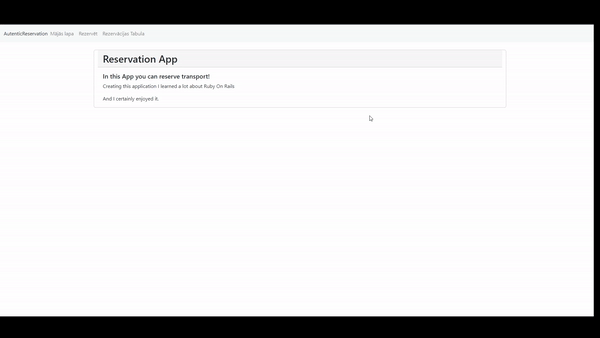 AutenticReservation Mājas lapa Rezervēt Rezervācijas Tabula
Reservation App
In this App you can reserve transport!
Creating this application I learned a lot about Ruby On Rails
And I certainly enjoyed it.